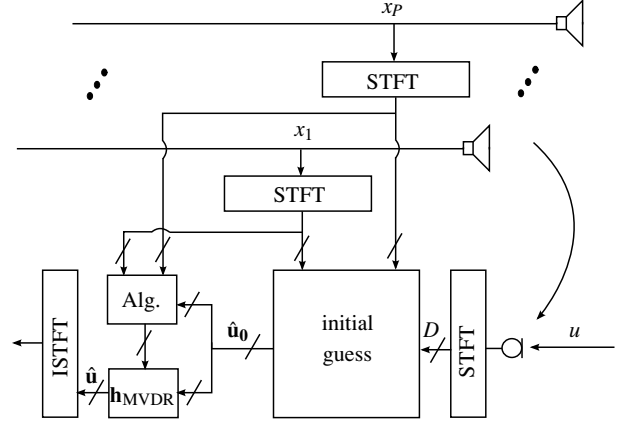 x_P
STFT
x_1
STFT
Alg.
initial
guess
û_0
D
STFT
u
ISTFT
û
h_MVDR